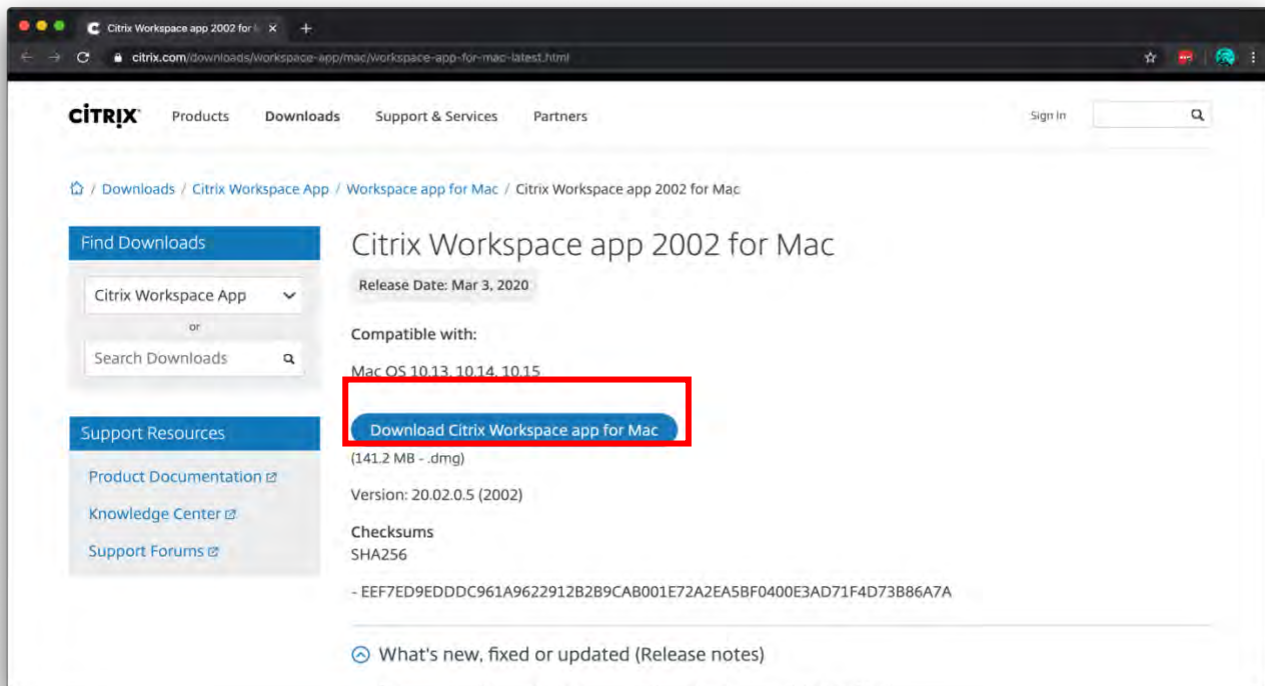 Citrix Workspace app 2002 for
citrix.com/downloads/workspace-app/mac/workspace-app-for-mac-latest.html
CİTRIX Products Downloads Support & Services Partners Sign In
/ Downloads / Citrix Workspace App / Workspace app for Mac / Citrix Workspace app 2002 for Mac
Find Downloads
Citrix Workspace App
or
Search Downloads
Support Resources
Product Documentation
Knowledge Center
Support Forums
Citrix Workspace app 2002 for Mac
Release Date: Mar 3, 2020
Compatible with:
Mac OS 10.13, 10.14, 10.15
Download Citrix Workspace app for Mac
(141.2 MB - .dmg)
Version: 20.02.0.5 (2002)
Checksums
SHA256
- EEF7ED9EDDDC961A9622912B2B9CAB001E72A2EA5BF0400E3AD71F4D73B86A7A
What's new, fixed or updated (Release notes)